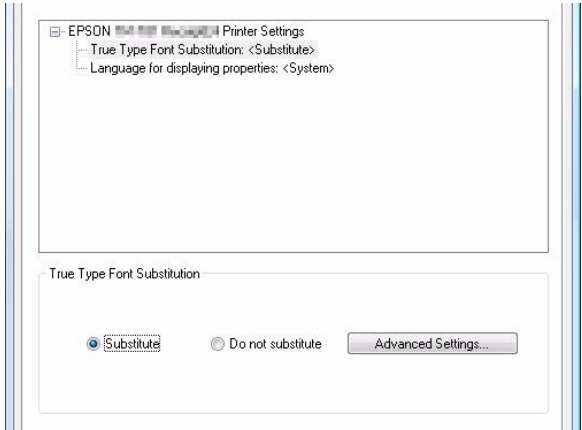 EPSON Printer Settings
True Type Font Substitution: <Substitute>
Language for displaying properties: <System>
True Type Font Substitution
Substitute Do not substitute Advanced Settings...